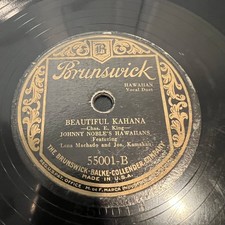 B
Brunswick
HAWAIIAN
Vocal Duet
BEAUTIFUL KAHANA
—Chas. E. King—
JOHNNY NOBLE'S HAWAIIANS
Featuring
Lena Machado and Jos. Kamakau
55001-B
THE BRUNSWICK-BALKE-COLLENDER COMPANY
MADE IN U.S.A.